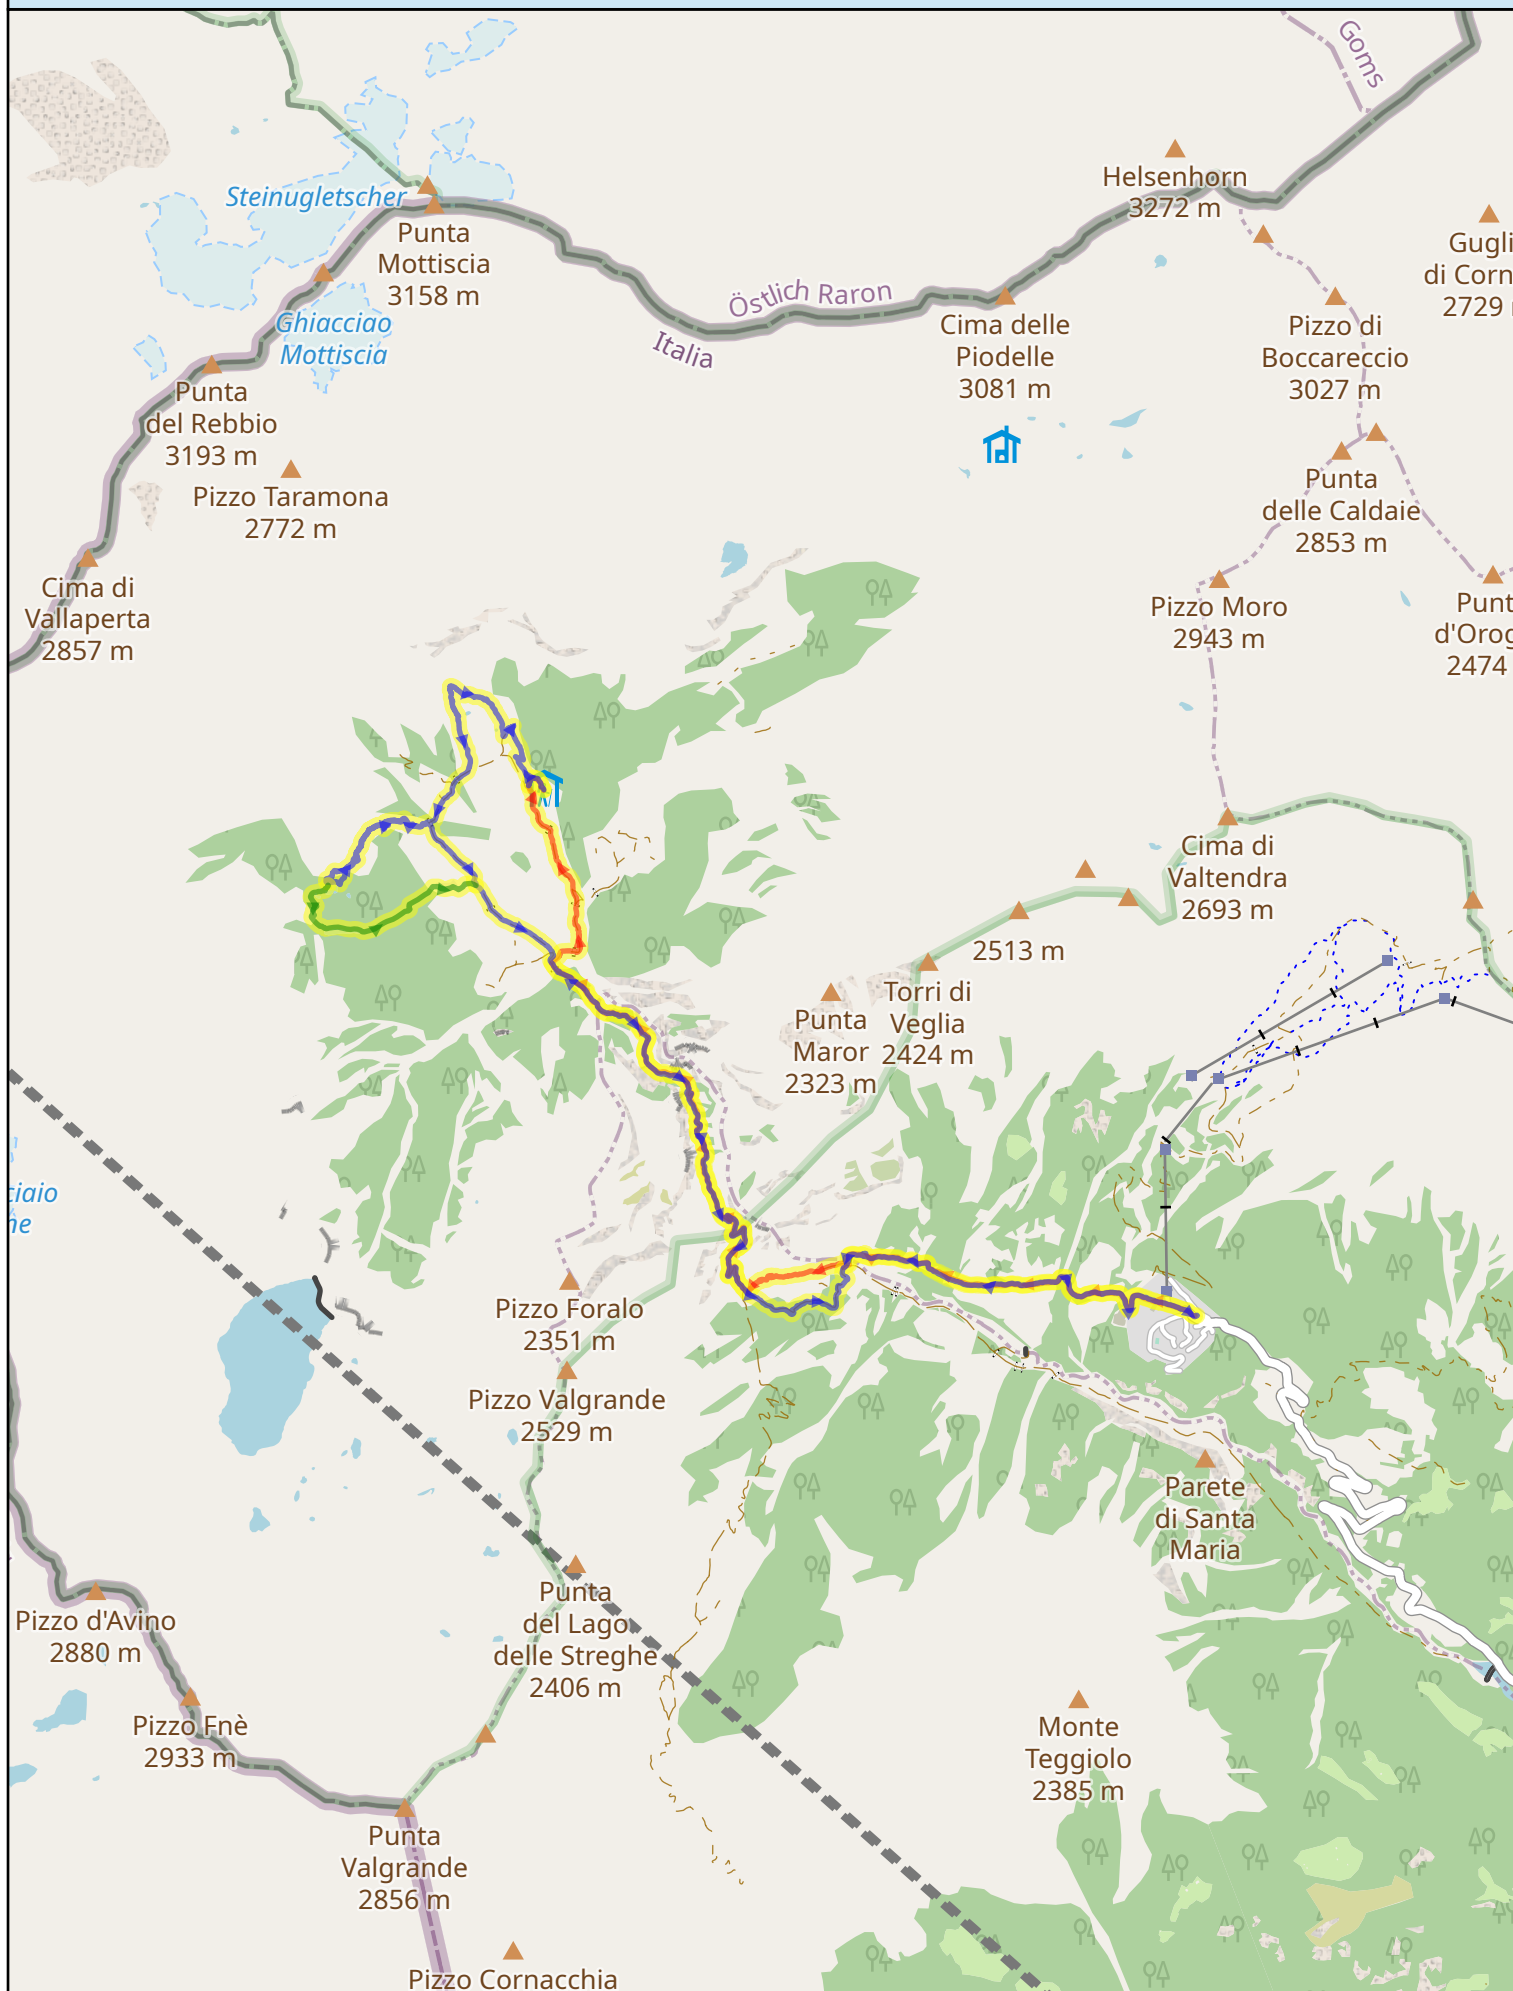 Goms
Steinugletscher
Punta
Mottiscia
3158 m
Helsenhorn
3272 m
Östlich Raron
Italia
Ghiacciao
Mottiscia
Cima delle
Piodelle
3081 m
Pizzo di
Boccareccio
3027 m
Gugli
di Corn
2729
Punta
del Rebbio
3193 m
Pizzo Taramona
2772 m
Punta
delle Caldaie
2853 m
Cima di
Vallaperta
2857 m
Pizzo Moro
2943 m
Punt
d'Orog
2474
Cima di
Valtendra
2693 m
2513 m
Torri di
Veglia
2424 m
Punta
Maror
2323 m
ciaio
ne
Pizzo Foralo
2351 m
Pizzo Valgrande
2529 m
Parete
di Santa
Maria
Punta
del Lago
delle Streghe
2406 m
Pizzo d'Avino
2880 m
Pizzo Fnè
2933 m
Monte
Teggiolo
2385 m
Punta
Valgrande
2856 m
Pizzo Cornacchia